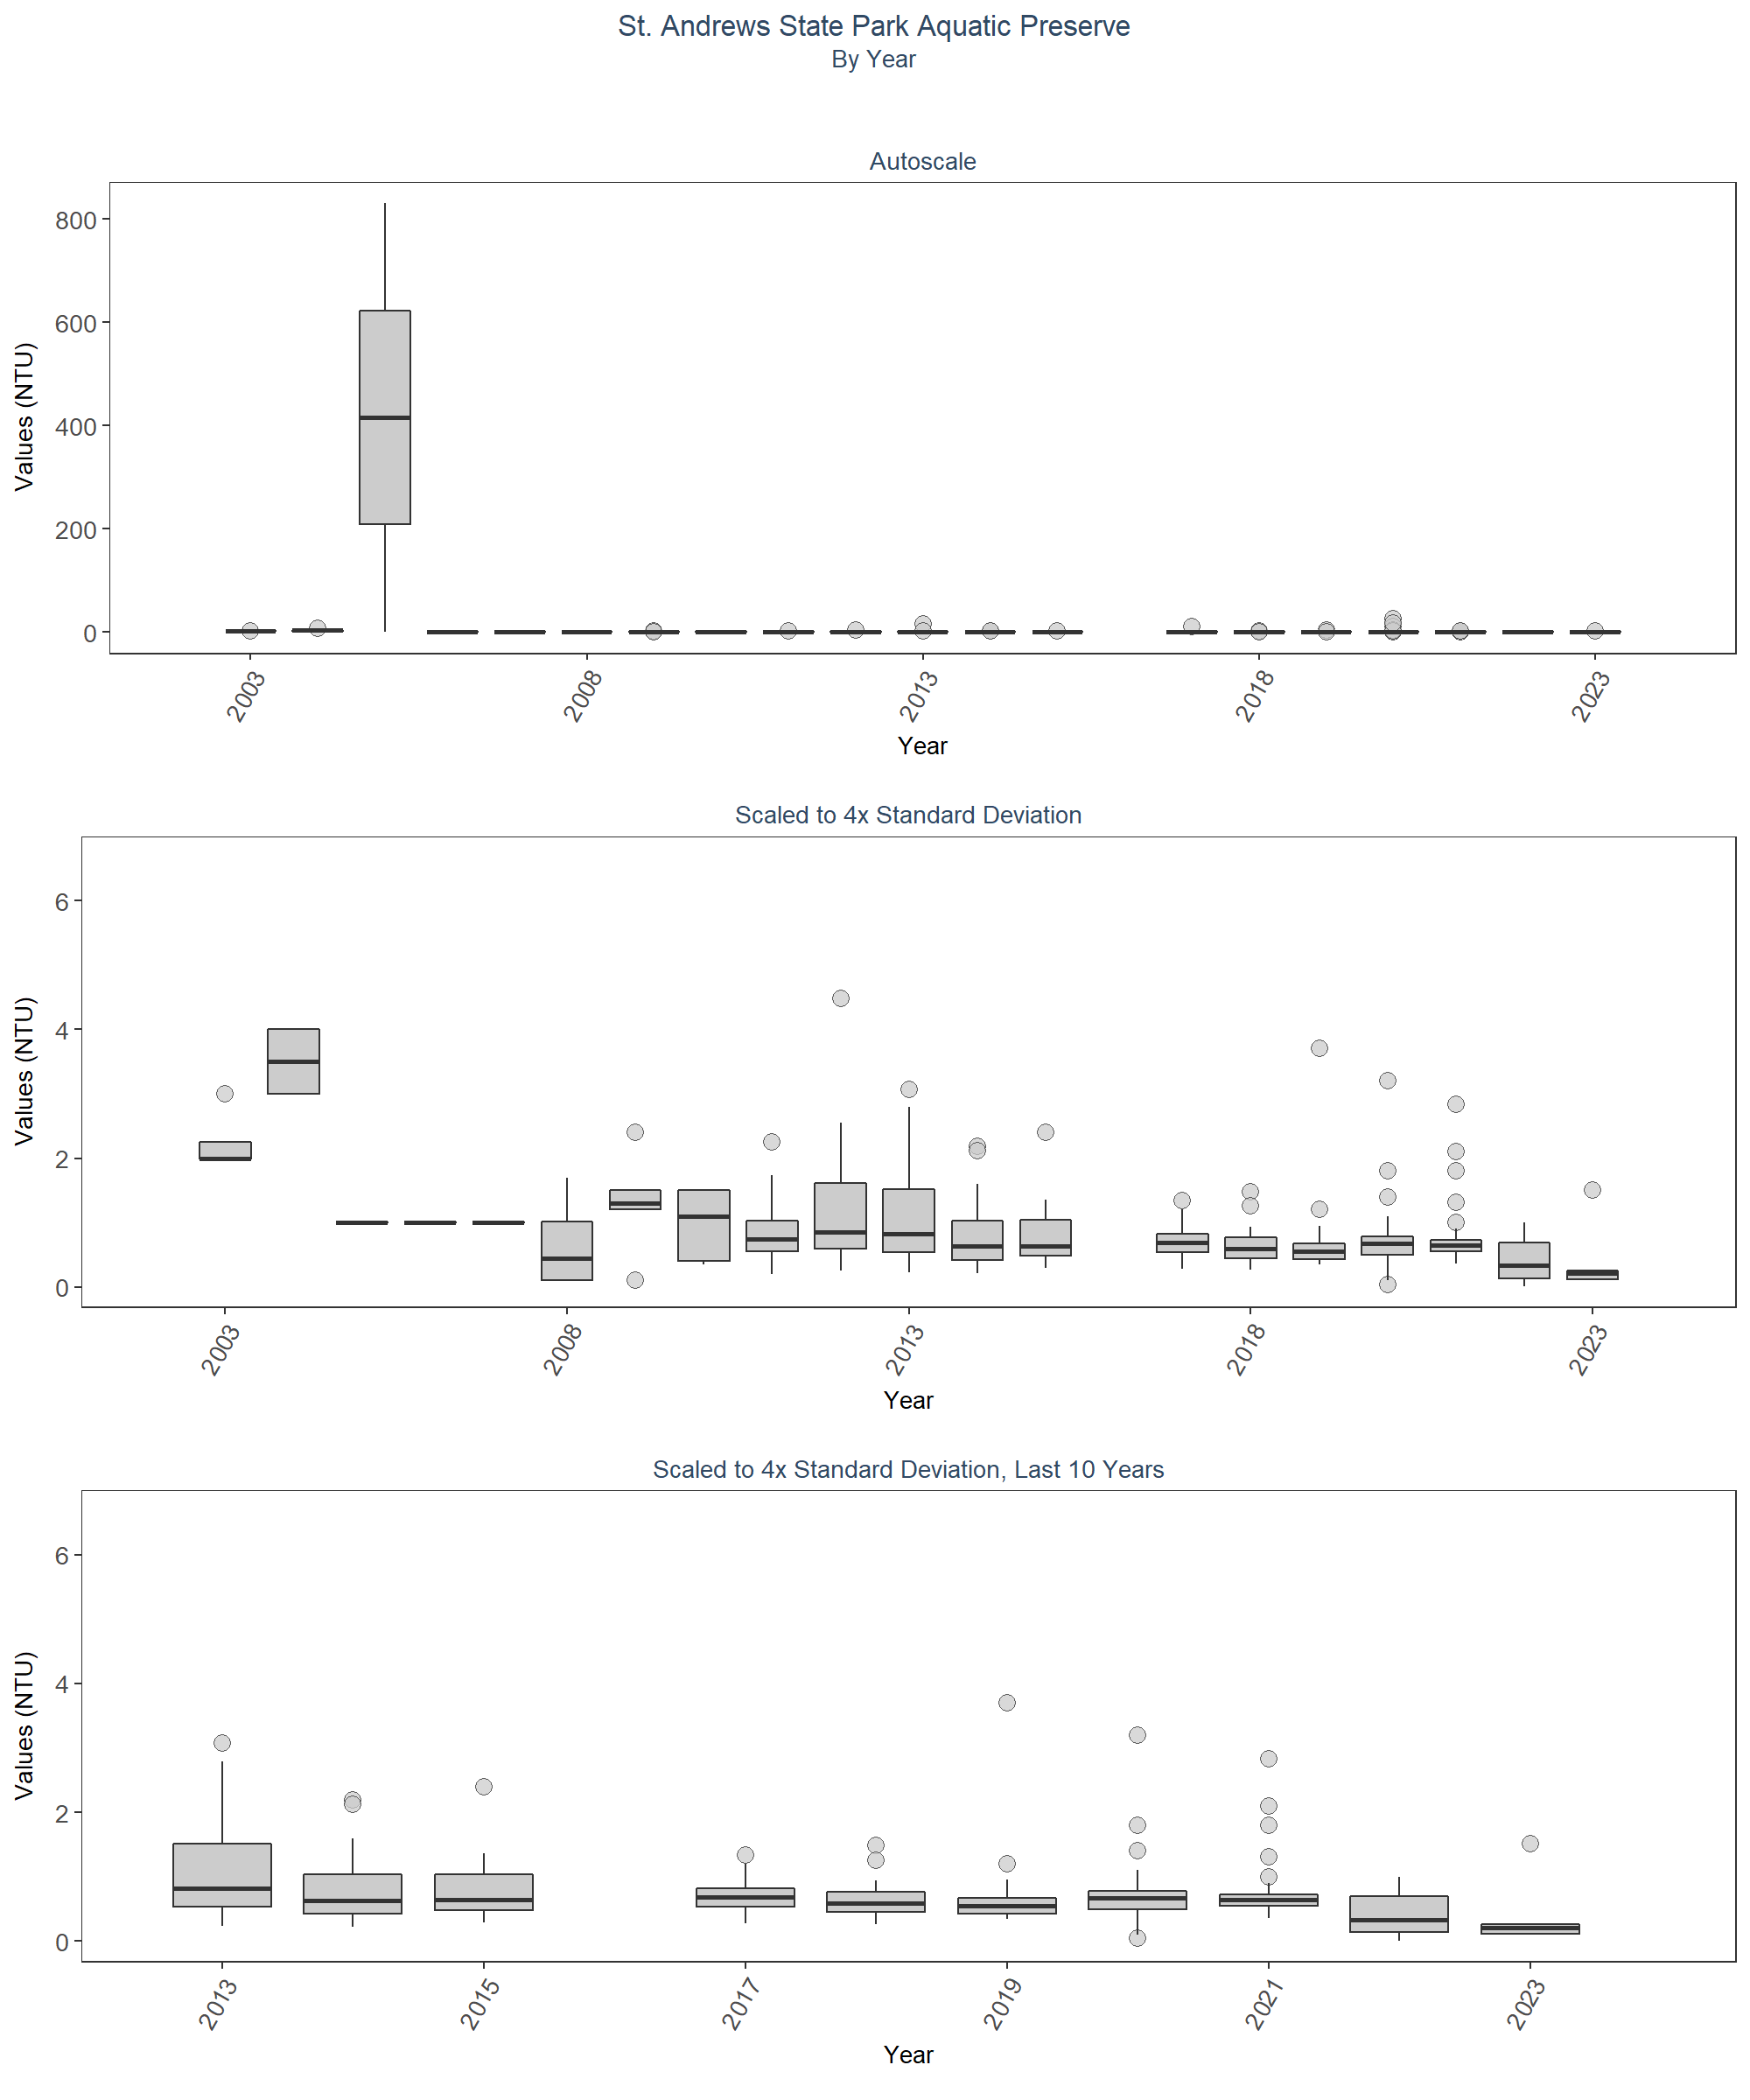 St. Andrews State Park Aquatic Preserve
By Year
Autoscale
Values (NTU)
800
600
400
200
0
2003 2008 2013 2018 2023
Year
Scaled to 4x Standard Deviation
Values (NTU)
6
4
2
0
2003 2008 2013 2018 2023
Year
Scaled to 4x Standard Deviation, Last 10 Years
Values (NTU)
6
4
2
0
2013 2015 2017 2019 2021 2023
Year